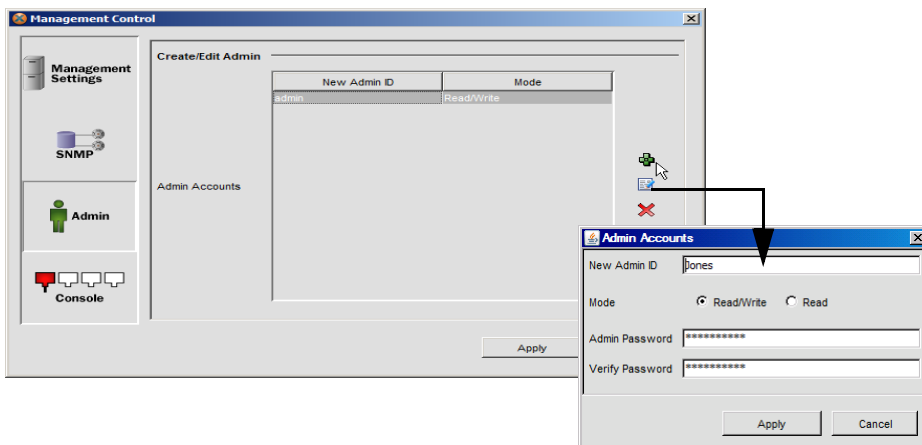 Management Control
Management
Settings
SNMP
Admin
Console
Create/Edit Admin
New Admin ID Mode
admin Read/Write
Admin Accounts
Apply
Admin Accounts
New Admin ID Jones
Mode Read/Write Read
Admin Password **********
Verify Password **********
Apply Cancel